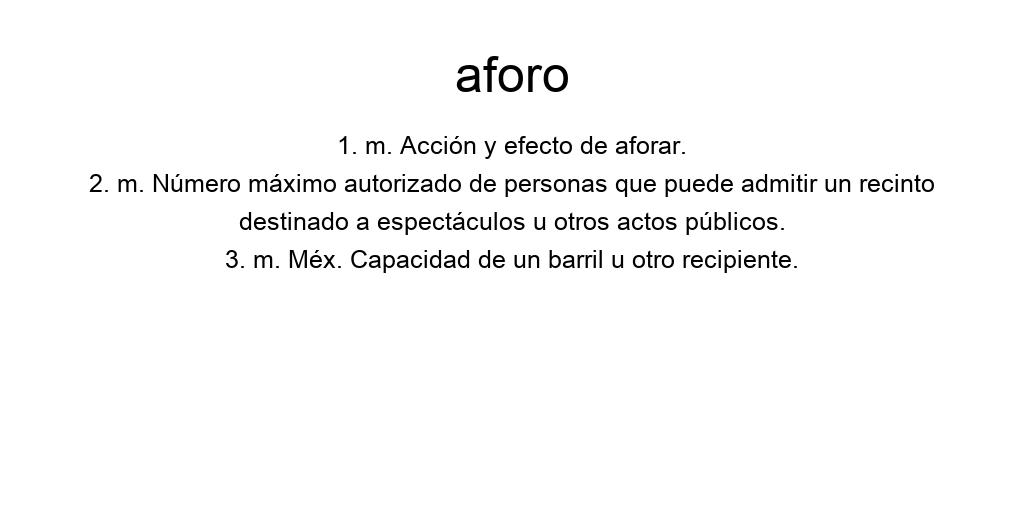 aforo
1. m. Acción y efecto de aforar.
2. m. Número máximo autorizado de personas que puede admitir un recinto
destinado a espectáculos u otros actos públicos.
3. m. Méx. Capacidad de un barril u otro recipiente.